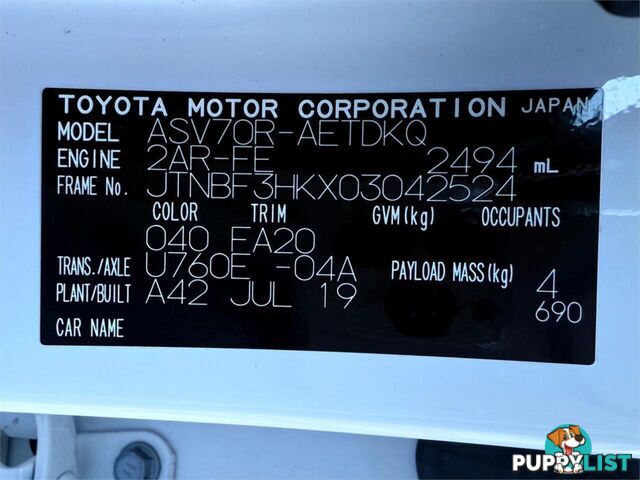 TOYOTA MOTOR CORPORATION JAPAN
MODEL ASV70R-AETDKQ
ENGINE 2AR-FE 2494 mL
FRAME No. JTNBF3HKX03042524
COLOR TRIM GVM(kg) OCCUPANTS
040 FA20
TRANS./AXLE U760E -04A PAYLOAD MASS(kg) 4
PLANT/BUILT A42 JUL 19 690
CAR NAME
PUPPYLIST